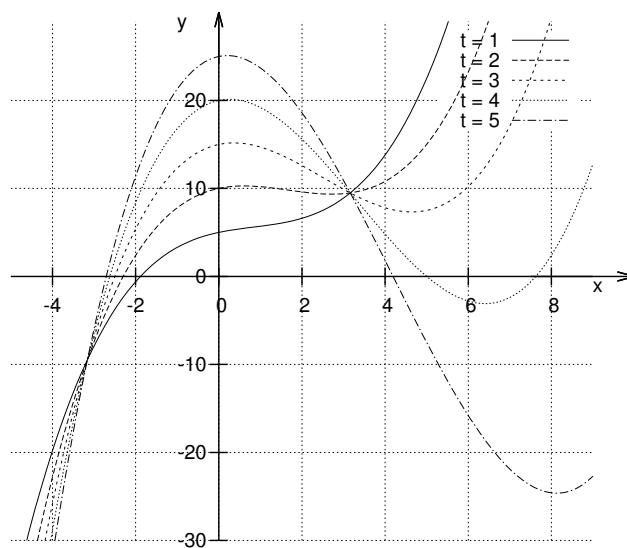 y
t = 1
t = 2
t = 3
t = 4
t = 5
20
10
0
-10
-20
-30
-4 -2 0 2 4 6 8
x